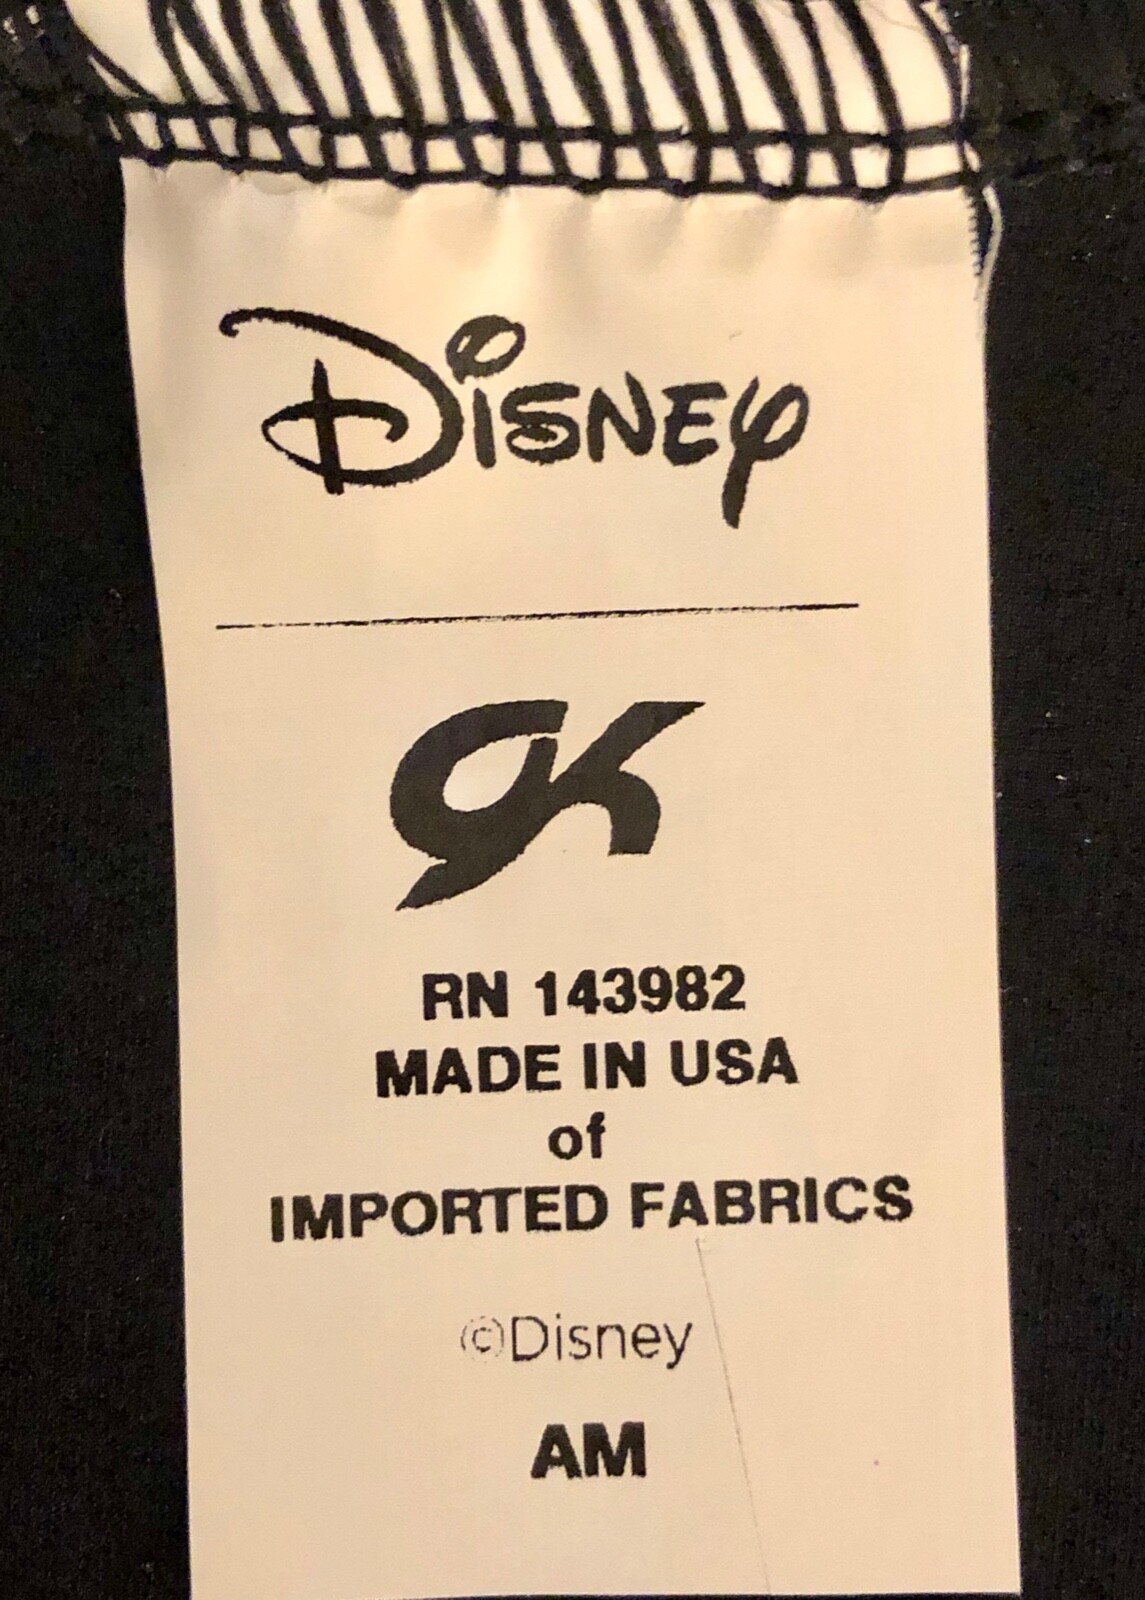 Disney
GK
RN 143982
MADE IN USA
of
IMPORTED FABRICS
©Disney
AM